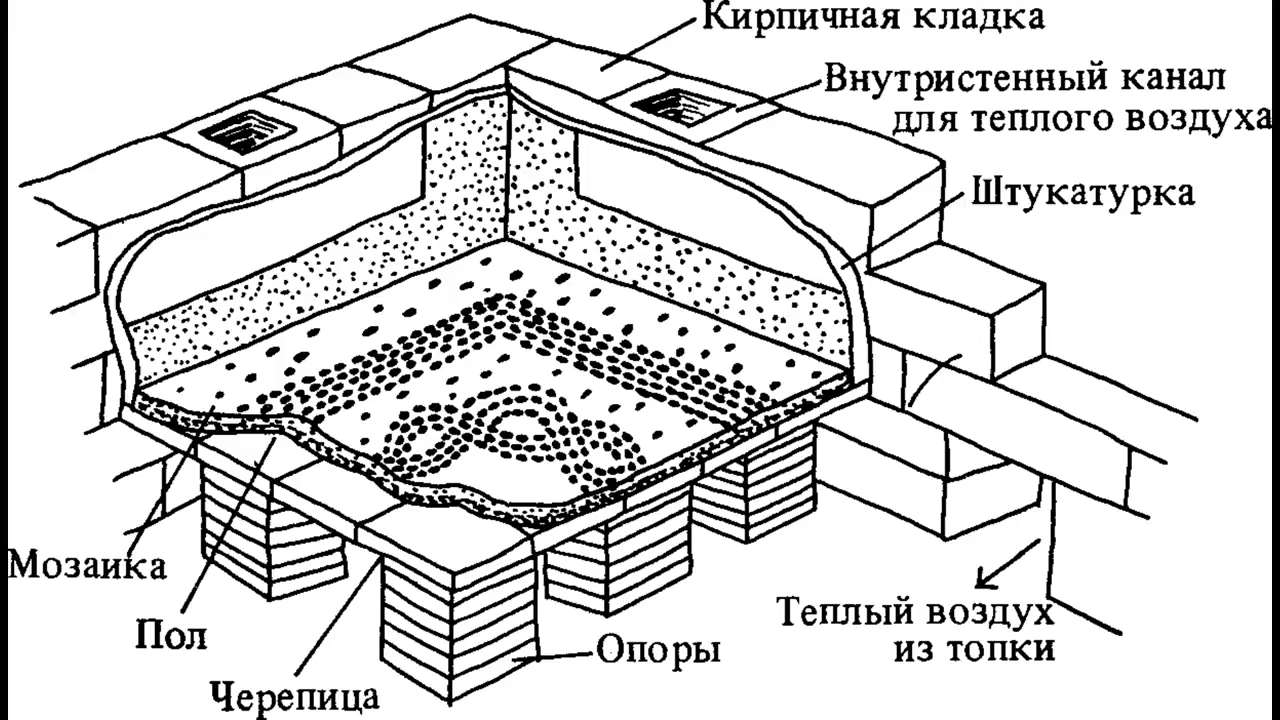 Кирпичная кладка
Внутристенный канал
для теплого воздуха
Штукатурка
Мозаика
Пол
Черепица
Опоры
Теплый воздух
из топки